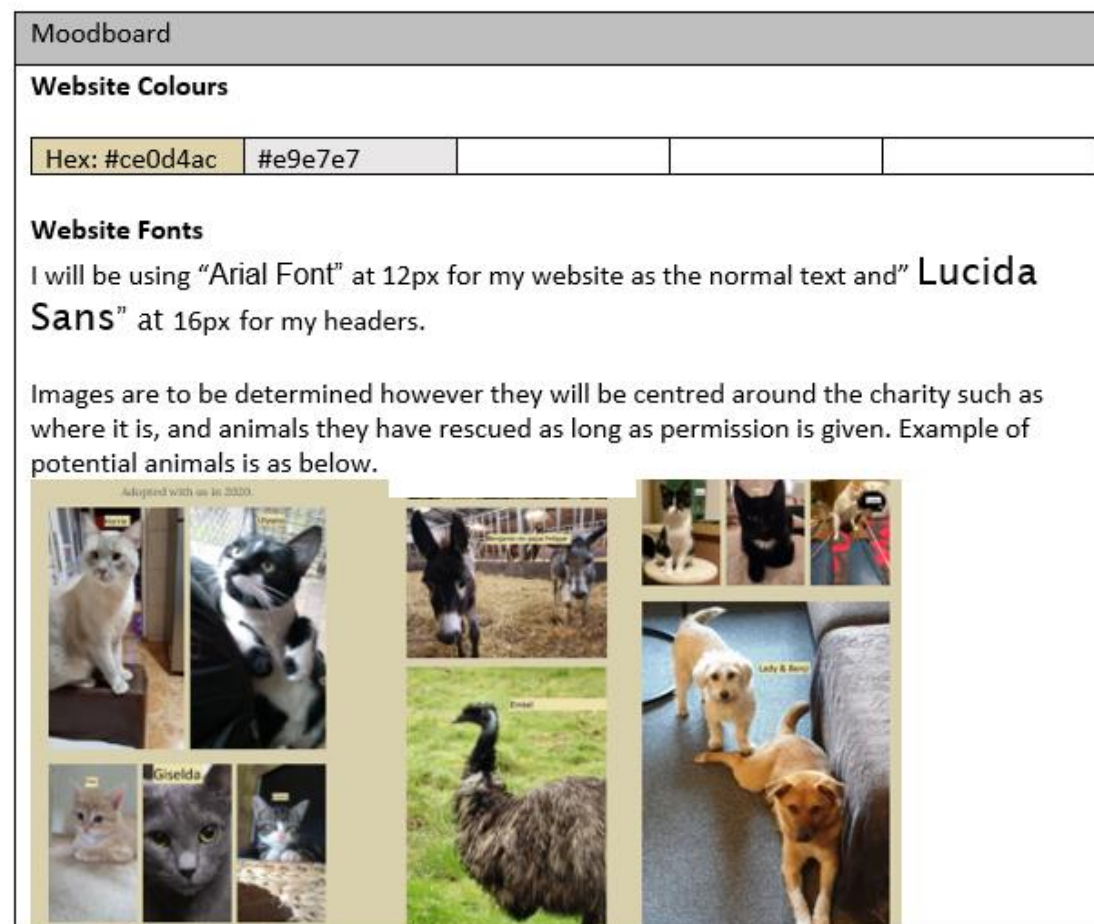 Moodboard
Website Colours
Hex: #ce0d4ac #e9e7e7
Website Fonts
I will be using “Arial Font” at 12px for my website as the normal text and” Lucida
Sans” at 16px for my headers.
Images are to be determined however they will be centred around the charity such as
where it is, and animals they have rescued as long as permission is given. Example of
potential animals is as below.
Adopted with us in 2020.
Lady & Benji
Giselda